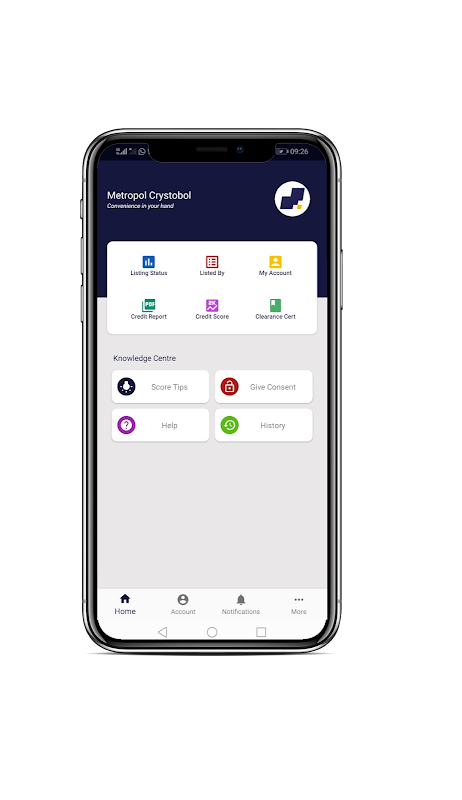 09:26
Metropol Crystobol
Convenience in your hand
Listing Status
Listed By
My Account
PDF
2K
Credit Report
Credit Score
Clearance Cert
Knowledge Centre
Score Tips
Give Consent
Help
History
Home
Account
Notifications
More